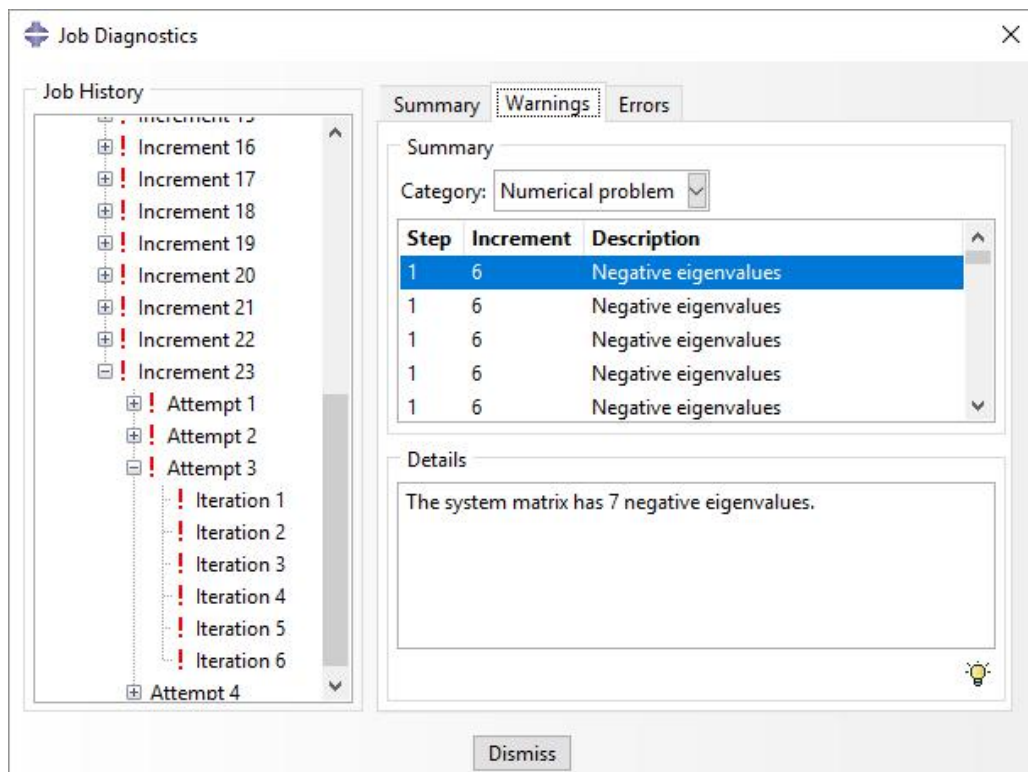 Job Diagnostics
Job History
Increment 15
Increment 16
Increment 17
Increment 18
Increment 19
Increment 20
Increment 21
Increment 22
Increment 23
Attempt 1
Attempt 2
Attempt 3
Iteration 1
Iteration 2
Iteration 3
Iteration 4
Iteration 5
Iteration 6
Attempt 4
Summary Warnings Errors
Summary
Category: Numerical problem
Step Increment Description
1 6 Negative eigenvalues
1 6 Negative eigenvalues
1 6 Negative eigenvalues
1 6 Negative eigenvalues
1 6 Negative eigenvalues
Details
The system matrix has 7 negative eigenvalues.
Dismiss